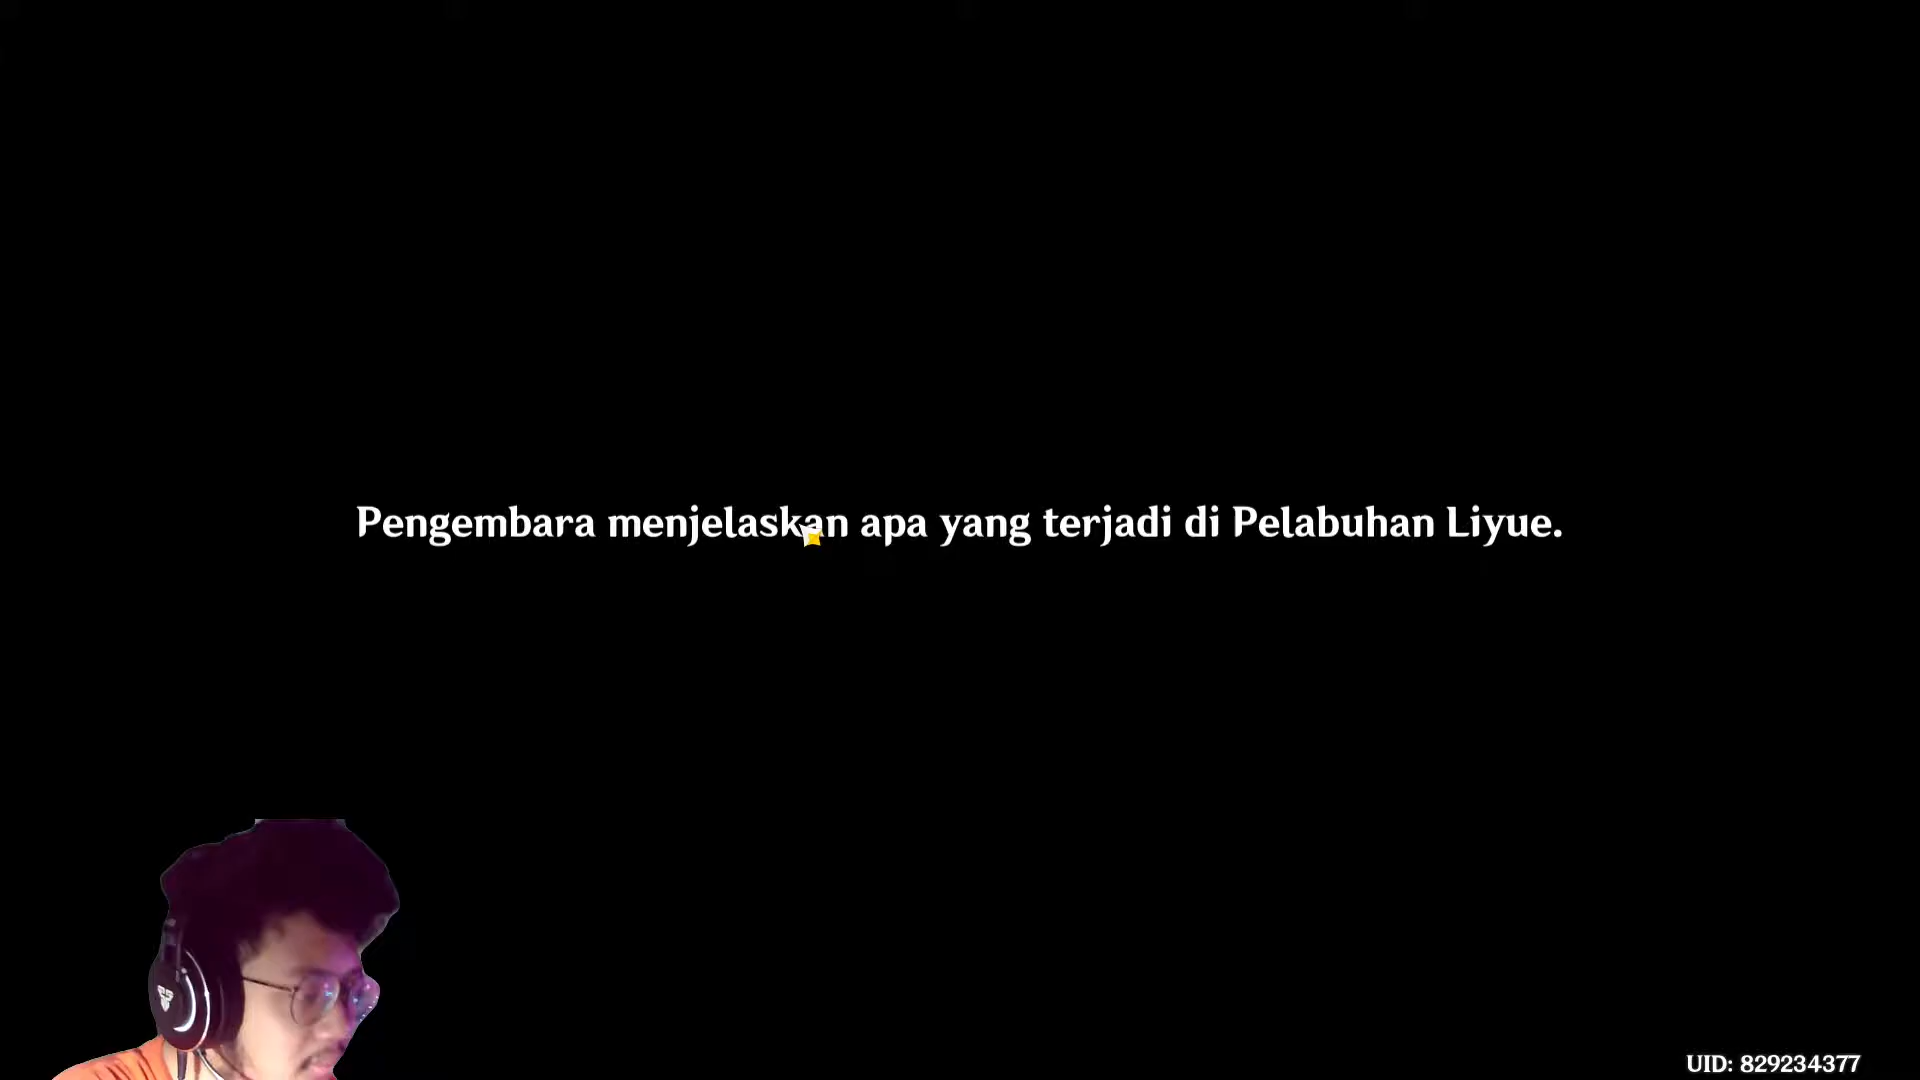 Pengembara menjelaskan apa yang terjadi di Pelabuhan Liyue.
UID: 829234377